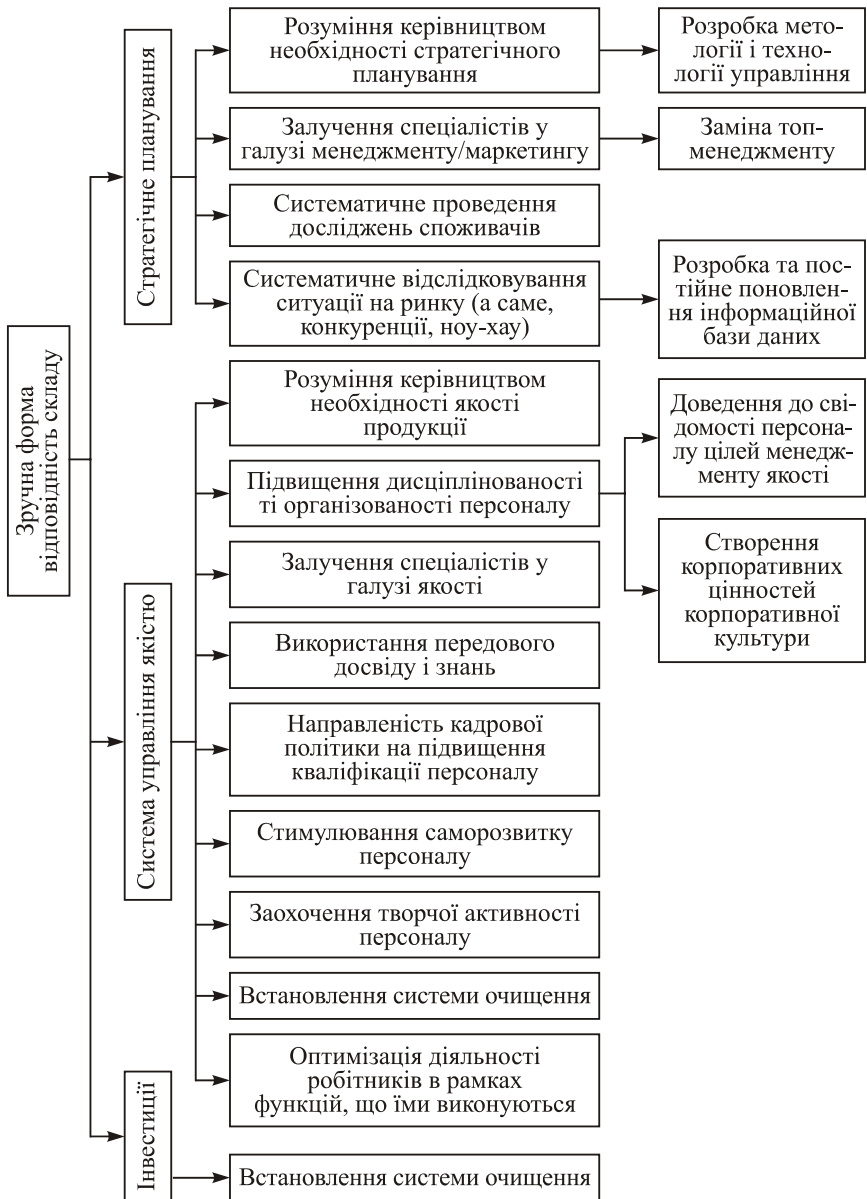 Зручна форма
відповідність складу
Стратегічне планування
Розуміння керівництвом
необхідності стратегічного
планування
Розробка мето-
логії і техно-
логії управління
Залучення спеціалістів у
галузі менеджменту/маркетингу
Заміна топ-
менеджменту
Систематичне проведення
досліджень споживачів
Систематичне відслідковування
ситуації на ринку (а саме,
конкуренції, ноу-хау)
Розробка та пос-
тійне поновлен-
ня інформаційної
бази даних
Система управління якістю
Розуміння керівництвом
необхідності якості
продукції
Підвищення дисціплінованості
ті організованості персоналу
Доведення до сві-
домості персона-
лу цілей менедж-
менту якості
Створення
корпоративних
цінностей
корпоративної
культури
Залучення спеціалістів у
галузі якості
Використання передового
досвіду і знань
Направленість кадрової
політики на підвищення
кваліфікації персоналу
Стимулювання саморозвитку
персоналу
Заохочення творчої активності
персоналу
Встановлення системи очищення
Оптимізація діяльності
робітників в рамках
функцій, що їми виконуються
Інвестиції
Встановлення системи очищення